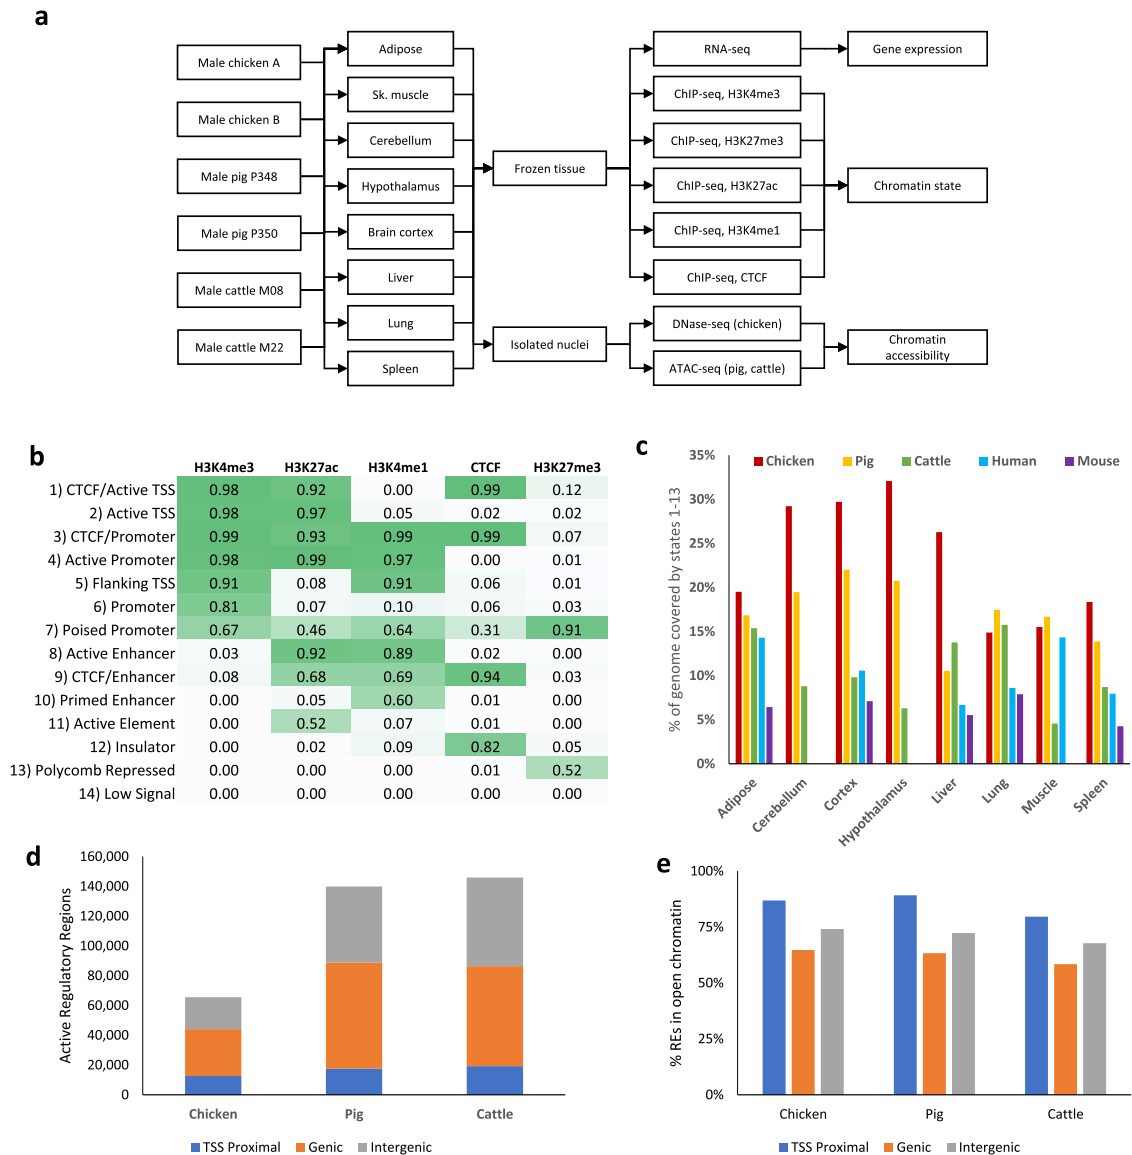 a
Male chicken A
Male chicken B
Male pig P348
Male pig P350
Male cattle M08
Male cattle M22
Adipose
Sk. muscle
Cerebellum
Hypothalamus
Brain cortex
Liver
Lung
Spleen
Frozen tissue
Isolated nuclei
RNA-seq
ChIP-seq, H3K4me3
ChIP-seq, H3K27me3
ChIP-seq, H3K27ac
ChIP-seq, H3K4me1
ChIP-seq, CTCF
DNase-seq (chicken)
ATAC-seq (pig, cattle)
Gene expression
Chromatin state
Chromatin
accessibility
b
H3K4me3 H3K27ac H3K4me1 CTCF H3K27me3
1) CTCF/Active TSS 0.98 0.92 0.00 0.99 0.12
2) Active TSS 0.98 0.97 0.05 0.02 0.02
3) CTCF/Promoter 0.99 0.93 0.99 0.99 0.07
4) Active Promoter 0.98 0.99 0.97 0.00 0.01
5) Flanking TSS 0.91 0.08 0.91 0.06 0.01
6) Promoter 0.81 0.07 0.10 0.06 0.03
7) Poised Promoter 0.67 0.46 0.64 0.31 0.91
8) Active Enhancer 0.03 0.92 0.89 0.02 0.00
9) CTCF/Enhancer 0.08 0.68 0.69 0.94 0.03
10) Primed Enhancer 0.00 0.05 0.60 0.01 0.00
11) Active Element 0.00 0.52 0.07 0.01 0.00
12) Insulator 0.00 0.02 0.09 0.82 0.05
13) Polycomb Repressed 0.00 0.00 0.00 0.01 0.52
14) Low Signal 0.00 0.00 0.00 0.00 0.00
c
% of genome covered by states 1-13
35%
30%
25%
20%
15%
10%
5%
0%
Chicken Pig Cattle Human Mouse
Adipose
Cerebellum
Cortex
Hypothalamus
Liver
Lung
Muscle
Spleen
d
Active Regulatory Regions
160,000
140,000
120,000
100,000
80,000
60,000
40,000
20,000
0
Chicken Pig Cattle
TSS Proximal Genic Intergenic
e
% REs in open chromatin
100%
75%
50%
25%
0%
Chicken Pig Cattle
TSS Proximal Genic Intergenic